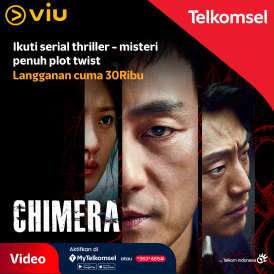 viu
Telkomsel
Ikuti serial thriller - misteri
penuh plot twist
Langganan cuma 30Ribu
CHIMERA
Video
Aktifkan di
MyTelkomsel atau *363*465#
by Telkom Indonesia